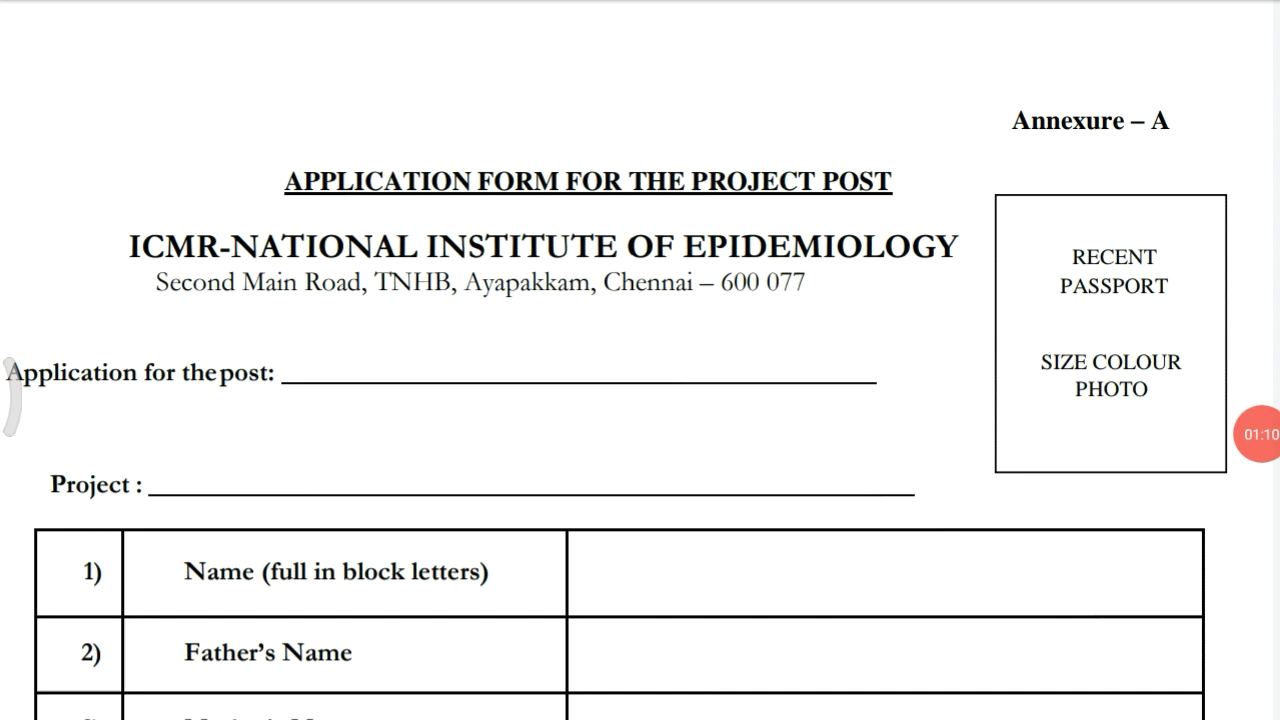 Annexure – A
APPLICATION FORM FOR THE PROJECT POST
ICMR-NATIONAL INSTITUTE OF EPIDEMIOLOGY
Second Main Road, TNHB, Ayapakkam, Chennai – 600 077
RECENT
PASSPORT
SIZE COLOUR
PHOTO
Application for the post:
01:10
Project :
1) Name (full in block letters)
2) Father’s Name